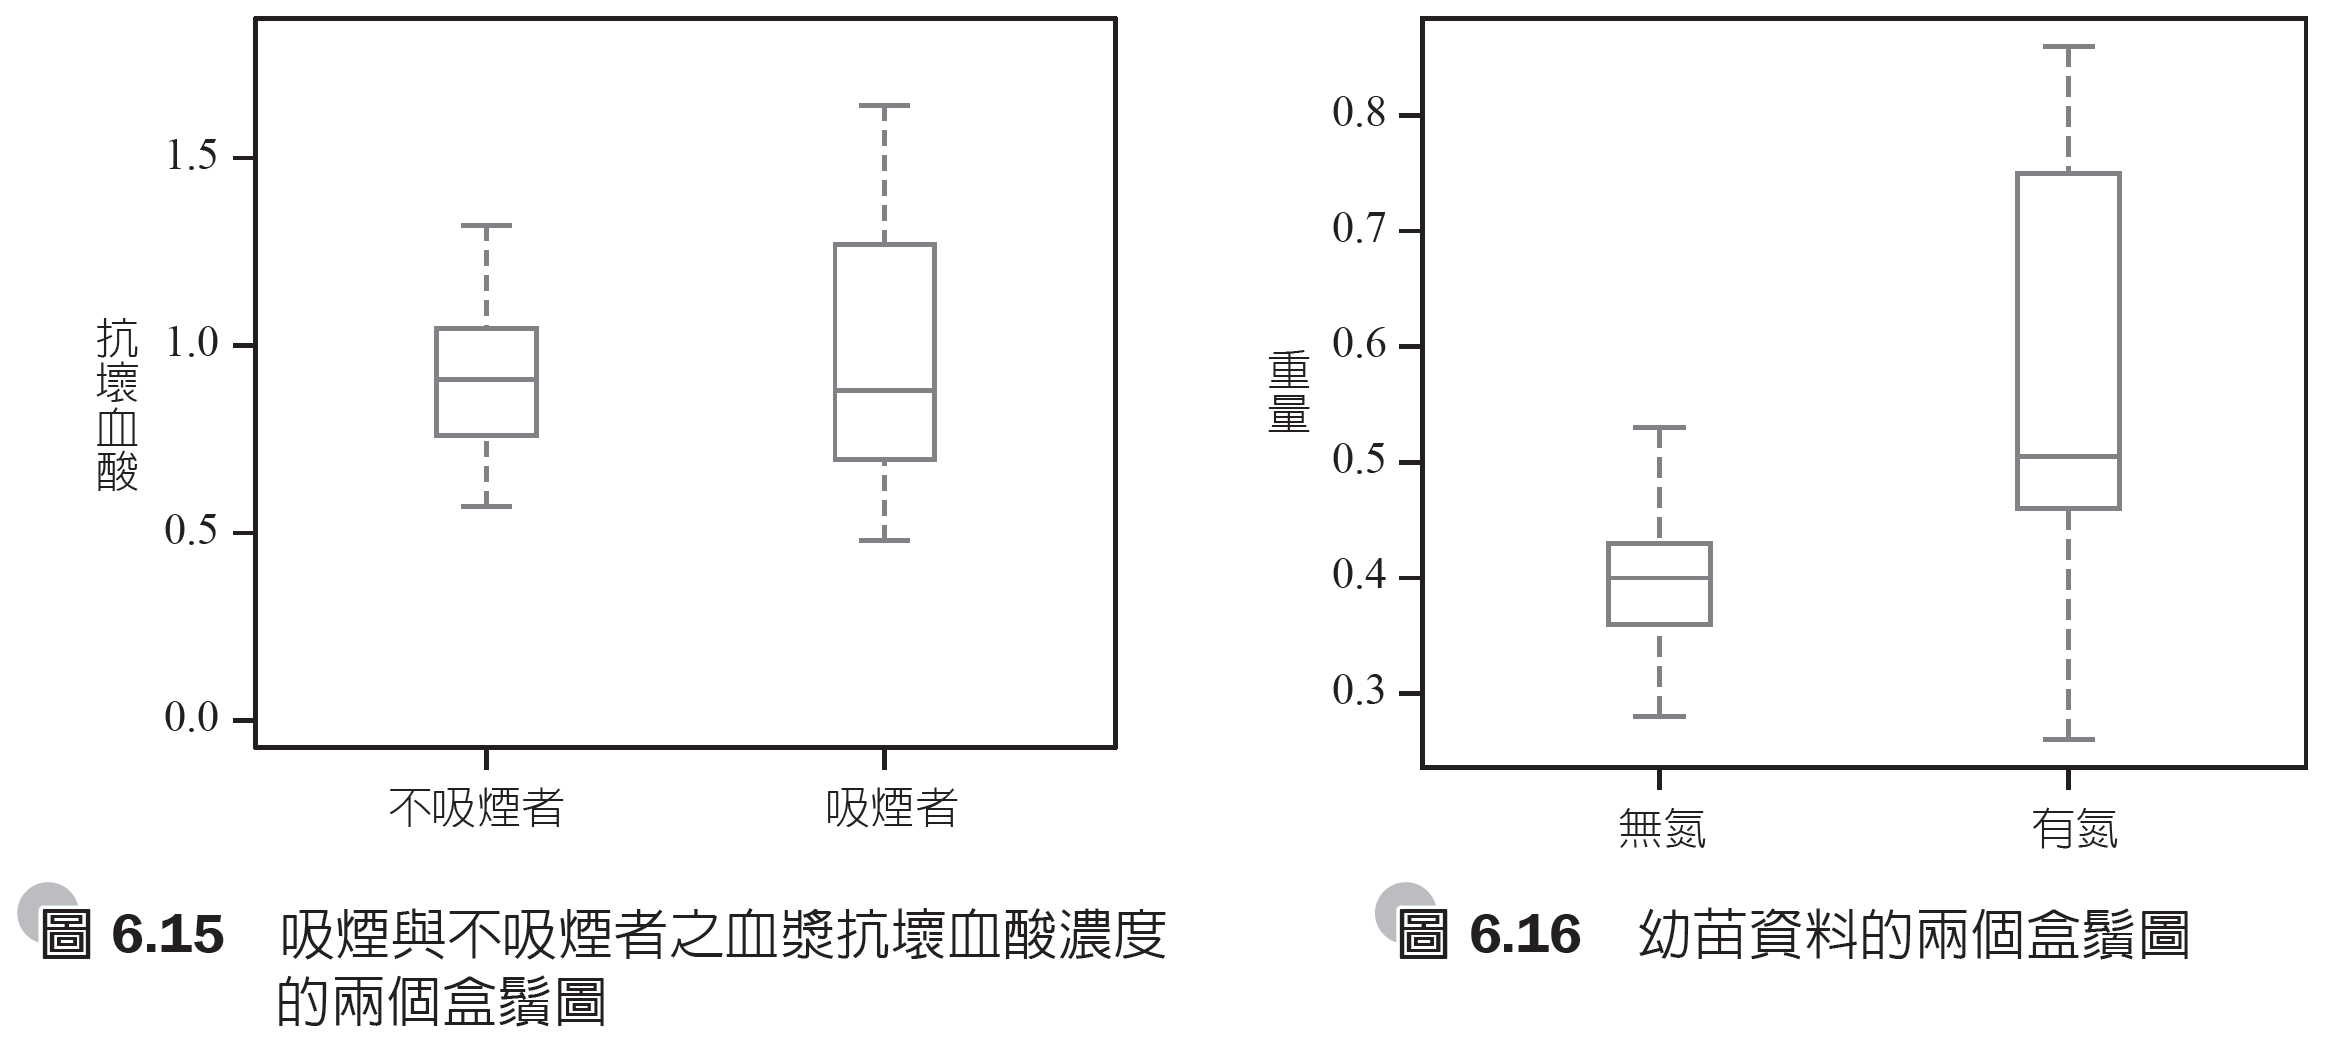 1.5
1.0
0.5
0.0
抗壞血酸
不吸煙者
吸煙者
圖 6.15 吸煙與不吸煙者之血漿抗壞血酸濃度
的兩個盒鬚圖
0.8
0.7
0.6
0.5
0.4
0.3
重量
無氮
有氮
圖 6.16 幼苗資料的兩個盒鬚圖